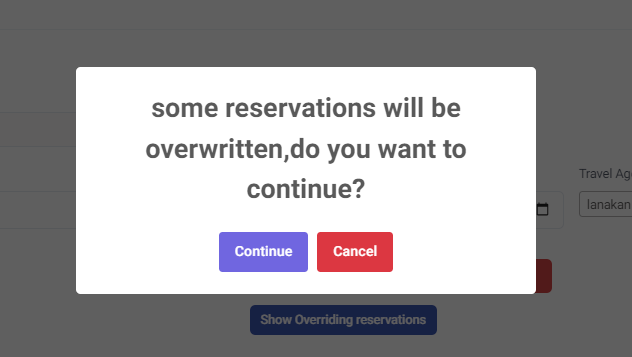 some reservations will be
overwritten,do you want to
continue?
Continue Cancel
Travel Ag
lanakan
Show Overriding reservations